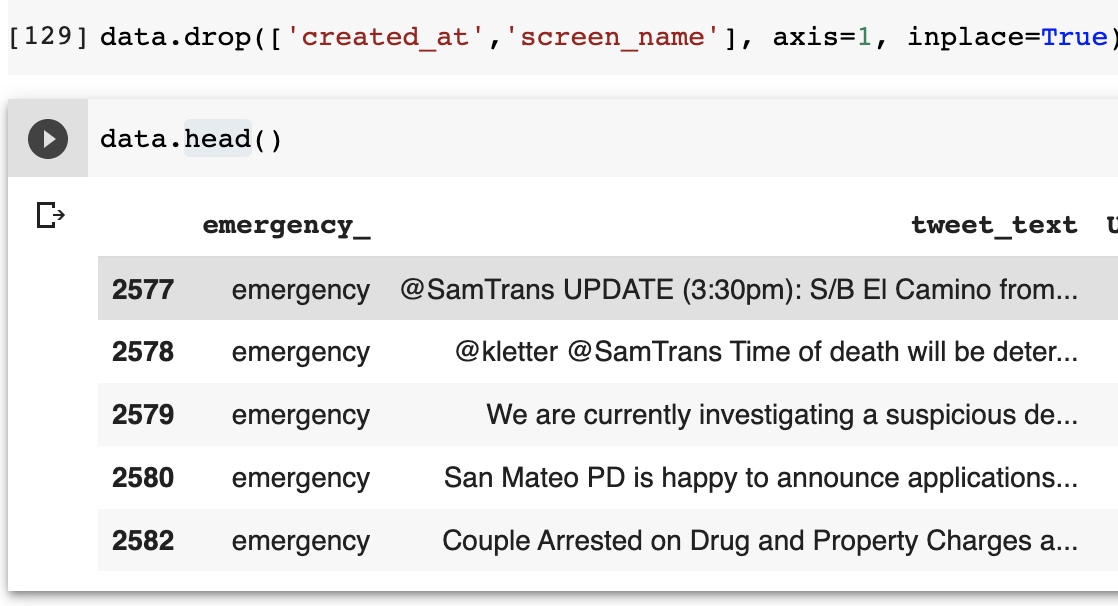 [129] data.drop(['created_at','screen_name'], axis=1, inplace=True)
data.head()
emergency_ tweet_text U
2577 emergency @SamTrans UPDATE (3:30pm): S/B El Camino from...
2578 emergency @kletter @SamTrans Time of death will be deter...
2579 emergency We are currently investigating a suspicious de...
2580 emergency San Mateo PD is happy to announce applications...
2582 emergency Couple Arrested on Drug and Property Charges a...